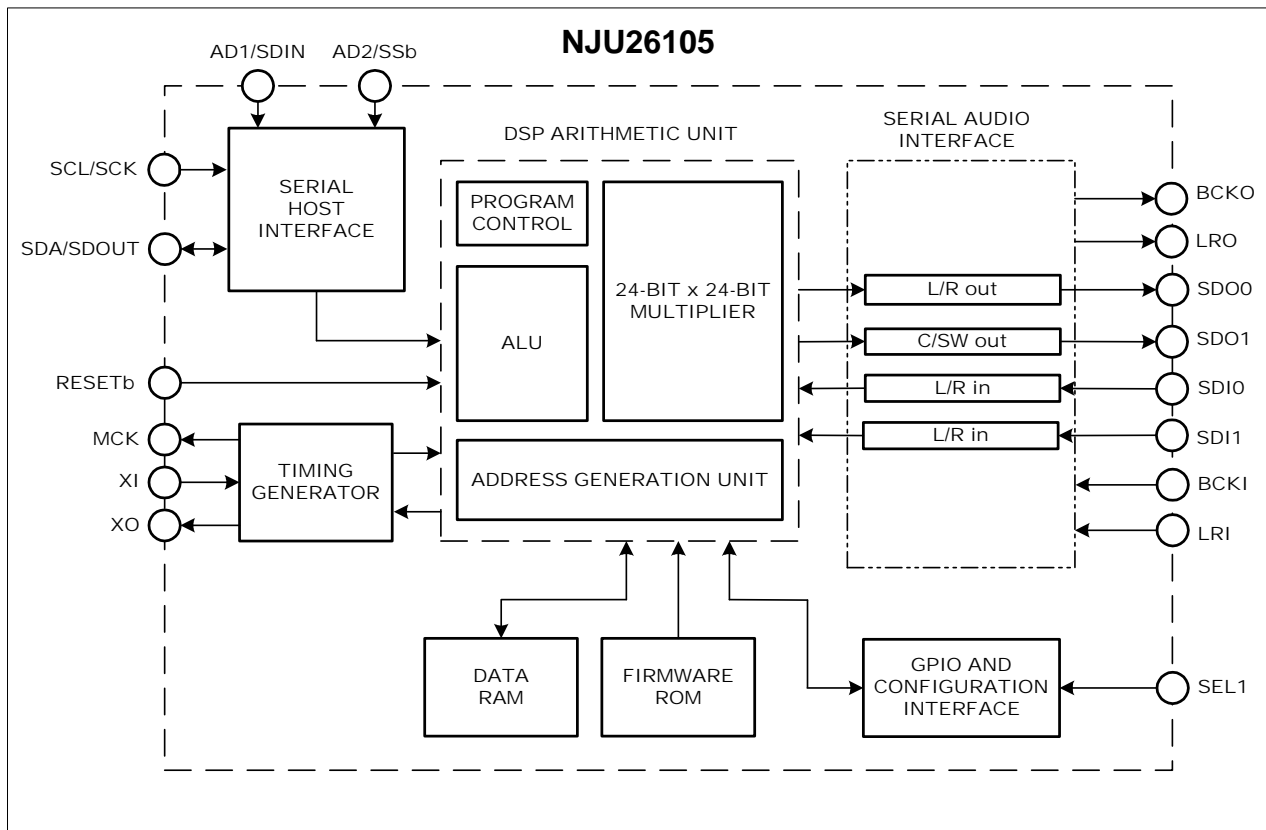 NJU26105
AD1/SDIN
AD2/SSb
SCL/SCK
SDA/SDOUT
RESETb
MCK
XI
XO
SERIAL
HOST
INTERFACE
TIMING
GENERATOR
DSP ARITHMETIC UNIT
PROGRAM
CONTROL
ALU
24-BIT x 24-BIT
MULTIPLIER
ADDRESS GENERATION UNIT
SERIAL AUDIO
INTERFACE
L/R out
C/SW out
L/R in
L/R in
BCKO
LRO
SDO0
SDO1
SDI0
SDI1
BCKI
LRI
DATA
RAM
FIRMWARE
ROM
GPIO AND
CONFIGURATION
INTERFACE
SEL1